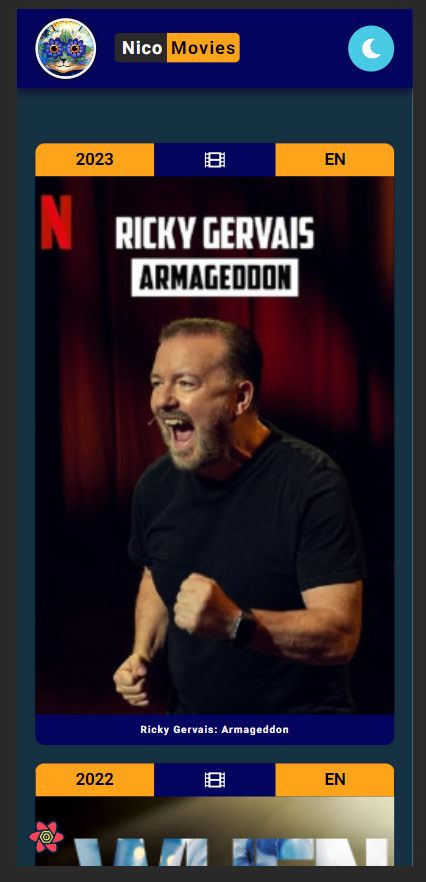 Nico Movies
2023 EN
N
RICKY GERVAIS
ARMAGEDDON
Ricky Gervais: Armageddon
2022 EN